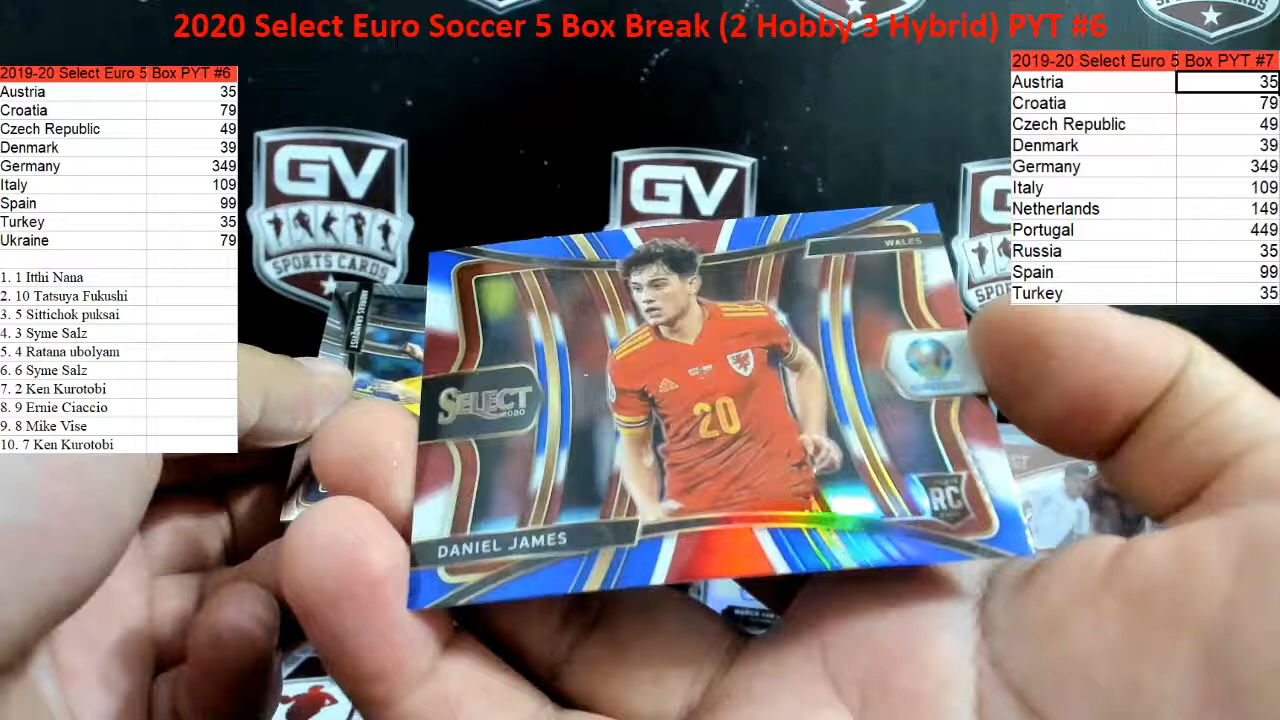 2020 Select Euro Soccer 5 Box Break (2 Hobby 3 Hybrid) PYT #6
2019-20 Select Euro 5 Box PYT #6
Austria 35
Croatia 79
Czech Republic 49
Denmark 39
Germany 349
Italy 109
Spain 99
Turkey 35
Ukraine 79
1. 1 Itthi Nana
2. 10 Tatsuya Fukushi
3. 5 Sittichok puksai
4. 3 Syme Salz
5. 4 Ratana ubolyam
6. 6 Syme Salz
7. 2 Ken Kurotobi
8. 9 Ernie Ciaccio
9. 8 Mike Vise
10. 7 Ken Kurotobi
2019-20 Select Euro 5 Box PYT #7
Austria 35
Croatia 79
Czech Republic 49
Denmark 39
Germany 349
Italy 109
Netherlands 149
Portugal 449
Russia 35
Spain 99
Turkey 35
GV
SPORTS CARDS
GV
SPORTS CARDS
WALES
ANDREAS GRANQVIST
SELECT
2020
20
RC
DANIEL JAMES